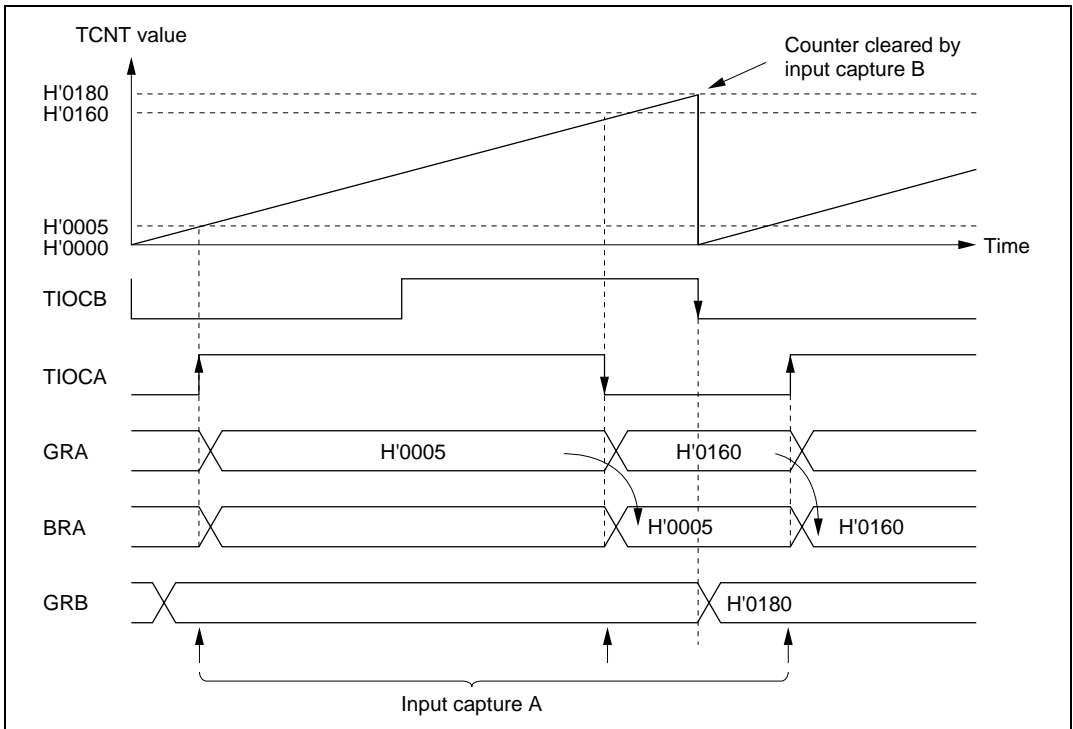 TCNT value
Counter cleared by
input capture B
H'0180
H'0160
H'0005
H'0000
Time
TIOCB
TIOCA
GRA
H'0005
H'0160
BRA
H'0005
H'0160
GRB
H'0180
Input capture A